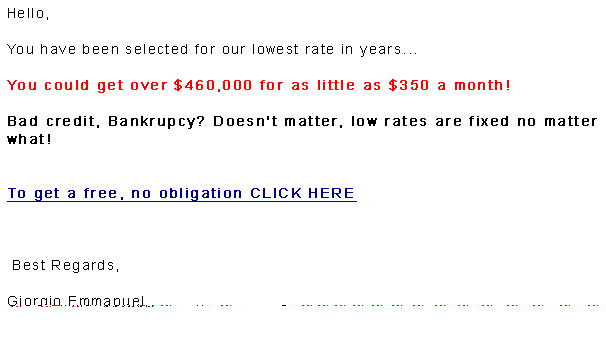 Hello,
You have been selected for our lowest rate in years...
You could get over $460,000 for as little as $350 a month!
Bad credit, Bankrupcy? Doesn't matter, low rates are fixed no matter
what!
To get a free, no obligation CLICK HERE
Best Regards,
Giorgio Emmanuel